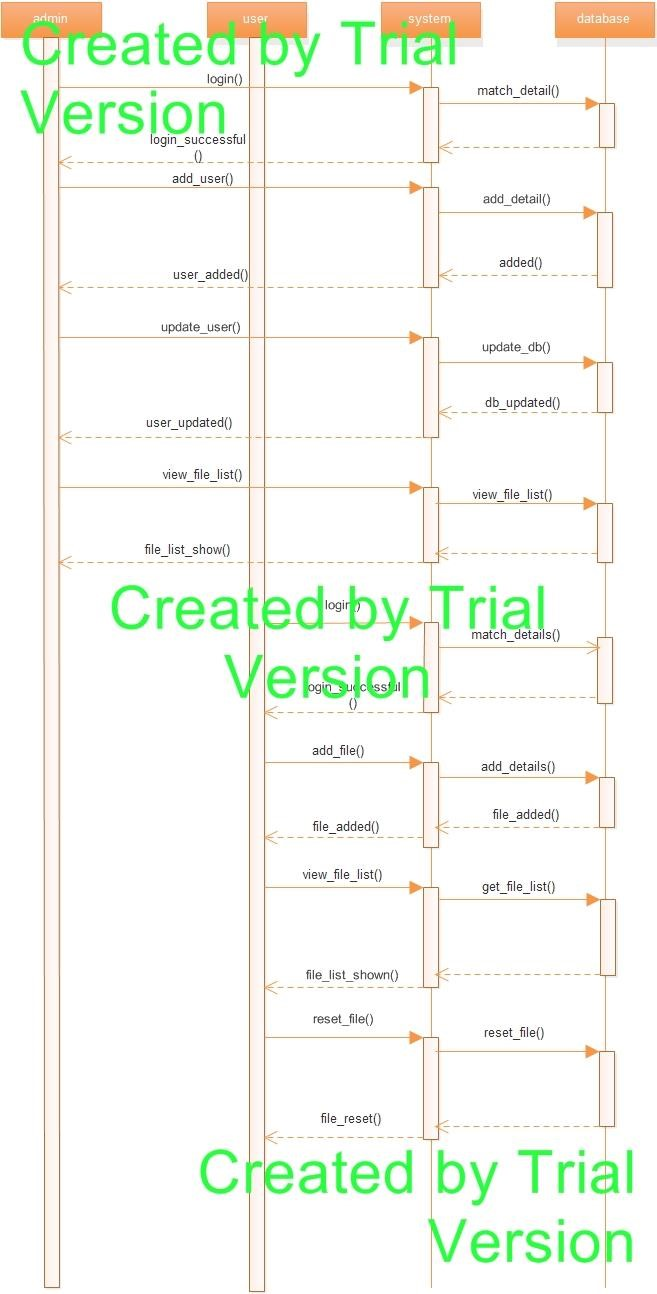 admin user system database
Created by Trial
Version
login()
match_detail()
login_successful
()
add_user()
add_detail()
added()
user_added()
update_user()
update_db()
db_updated()
user_updated()
view_file_list()
view_file_list()
file_list_show()
Created by Trial
Version
login()
match_details()
login_successful
()
add_file()
add_details()
file_added()
file_added()
view_file_list()
get_file_list()
file_list_shown()
reset_file()
reset_file()
file_reset()
Created by Trial
Version